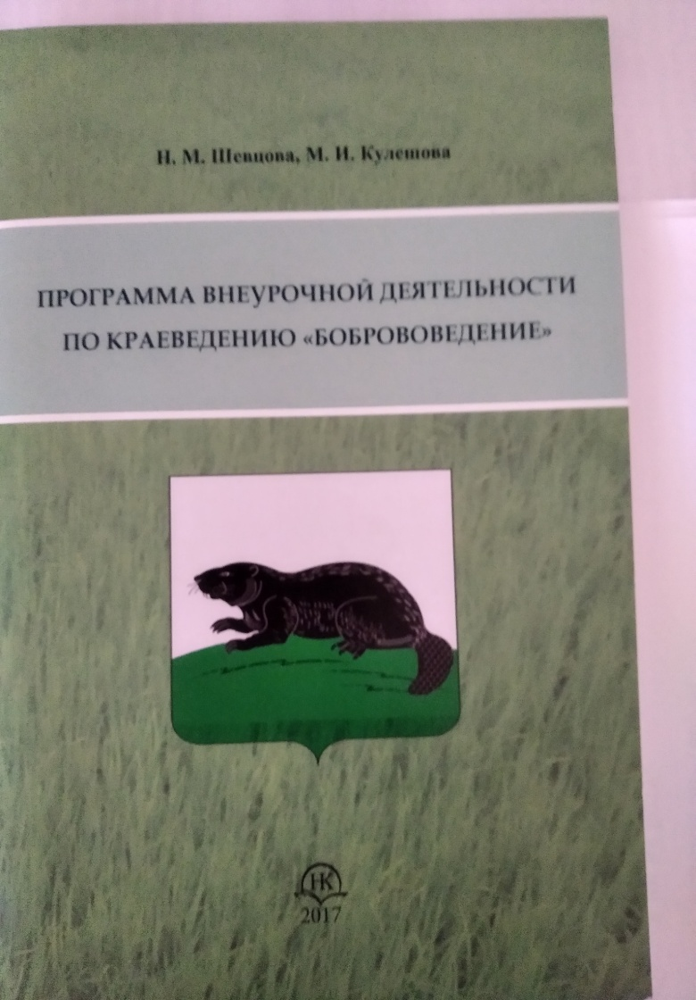 Н. М. Шевцова, М. И. Кулешова
ПРОГРАММА ВНЕУРОЧНОЙ ДЕЯТЕЛЬНОСТИ
ПО КРАЕВЕДЕНИЮ «БОБРОВОВЕДЕНИЕ»
НК
2017